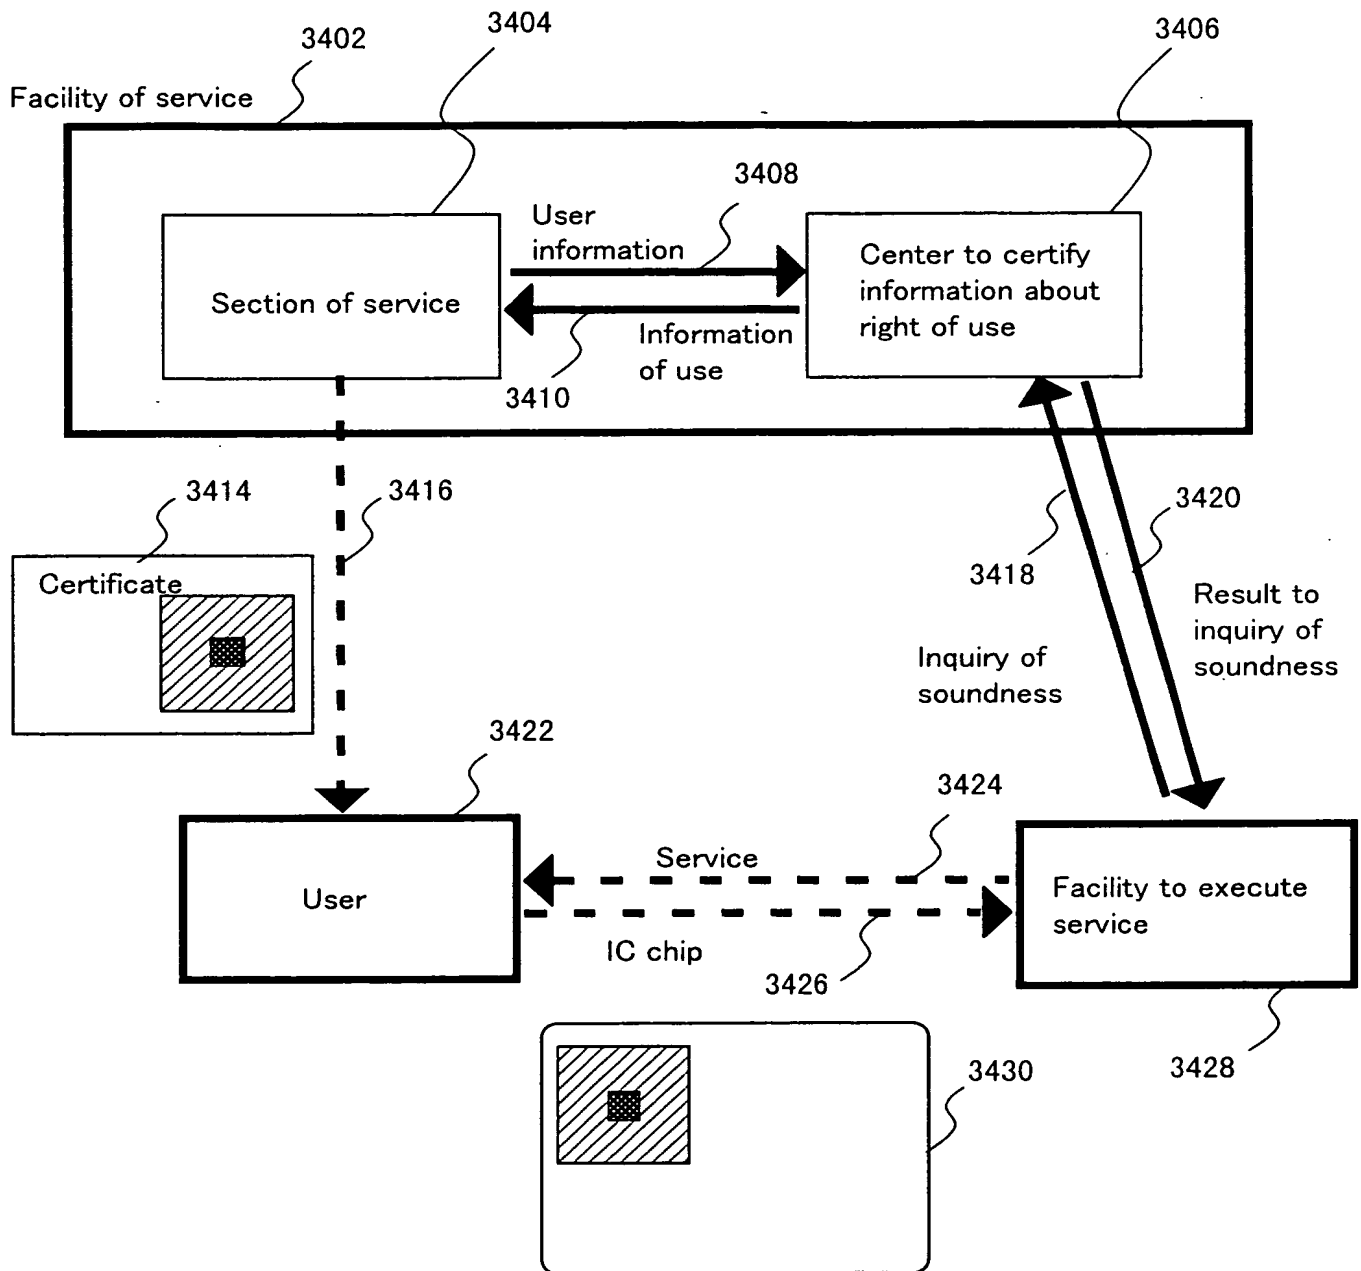 3402
3404
3406
Facility of service
3408
User
information
Center to certify
information about
right of use
Section of service
Information
of use
3410
3414
3416
3420
3418
Certificate
Result to
inquiry of
soundness
Inquiry of
soundness
3422
3424
Service
User
Facility to execute
service
IC chip
3426
3428
3430